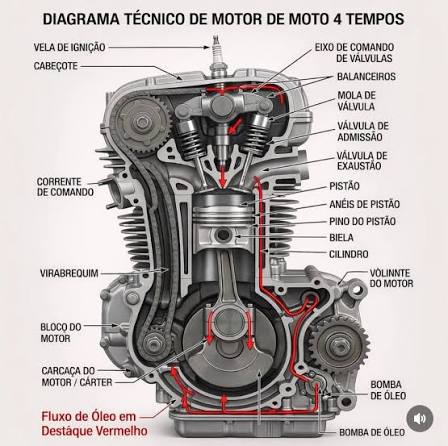 DIAGRAMA TÉCNICO DE MOTOR DE MOTO 4 TEMPOS
VELA DE IGNIÇÃO
CABEÇOTE
EIXO DE COMANDO
DE VÁLVULAS
BALANCEIROS
MOLA DE
VÁLVULA
VÁLVULA DE
ADMISSÃO
VÁLVULA DE
EXAUSTÃO
PISTÃO
ANÉIS DE PISTÃO
PINO DO PISTÃO
BIELA
CILINDRO
CORRENTE
DE COMANDO
VIRABREQUIM
VOLINNTE
DO MOTOR
BLOCO DO
MOTOR
CARCAÇA DO
MOTOR / CÁRTER
BOMBA
DE ÓLEO
Fluxo de Óleo em
Destaque Vermelho
BOMBA DE ÓLEO